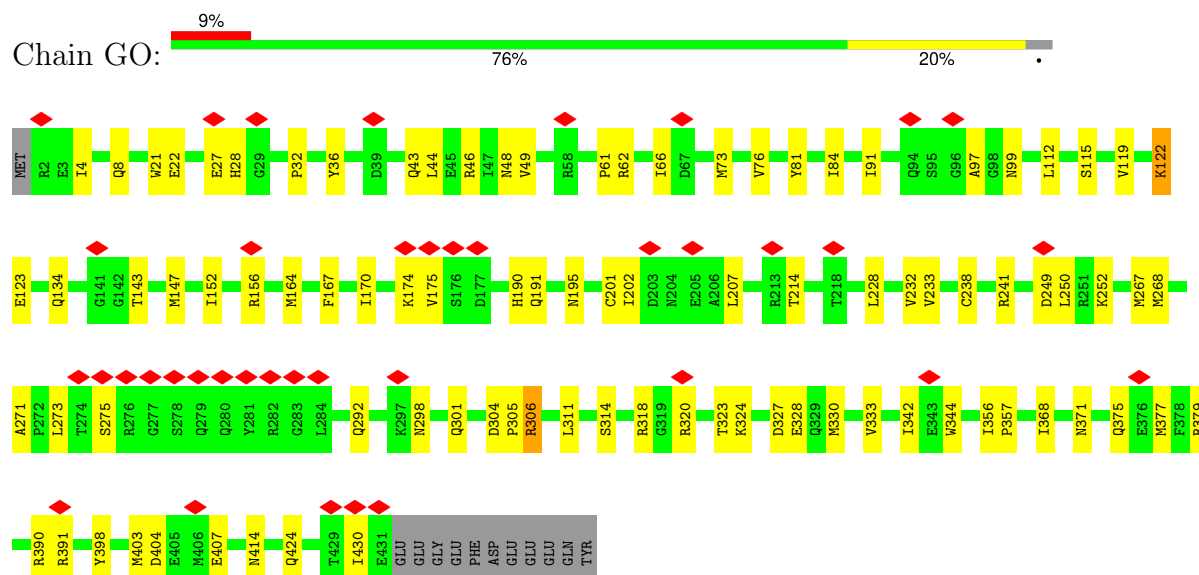 9%
Chain GO:
76% 20% •
MET R2 E3 I4 Q8 W21 E22 E27 H28 G29 P32 Y36 D39 Q43 L44 E45 R46 I47 N48 V49 R58 P61 R62 I66 D67 M73 V76 Y81 I84 I91 Q94 S95 G96 A97 G98 N99 L112 S115 V119 K122
E123 Q134 G141 G142 T143 M147 I152 R156 M164 F167 I170 K174 V175 S176 D177 H190 Q191 N195 C201 I202 D203 N204 E205 A206 L207 R213 T214 T218 L228 V232 V233 C238 R241 D249 L250 R251 K252 M267 M268
A271 P272 L273 T274 S275 R276 G277 S278 Q279 Q280 Y281 R282 G283 L284 Q292 K297 N298 Q301 D304 P305 R306 L311 S314 R318 G319 R320 T323 K324 D327 E328 Q329 M330 V333 I342 E343 W344 I356 P357 I368 N371 Q375 E376 M377 F378 R379
R390 R391 Y398 M403 D404 E405 M406 E407 N414 Q424 T429 I430 E431 GLU GLU GLY GLU PHE ASP GLU GLU GLU GLN TYR